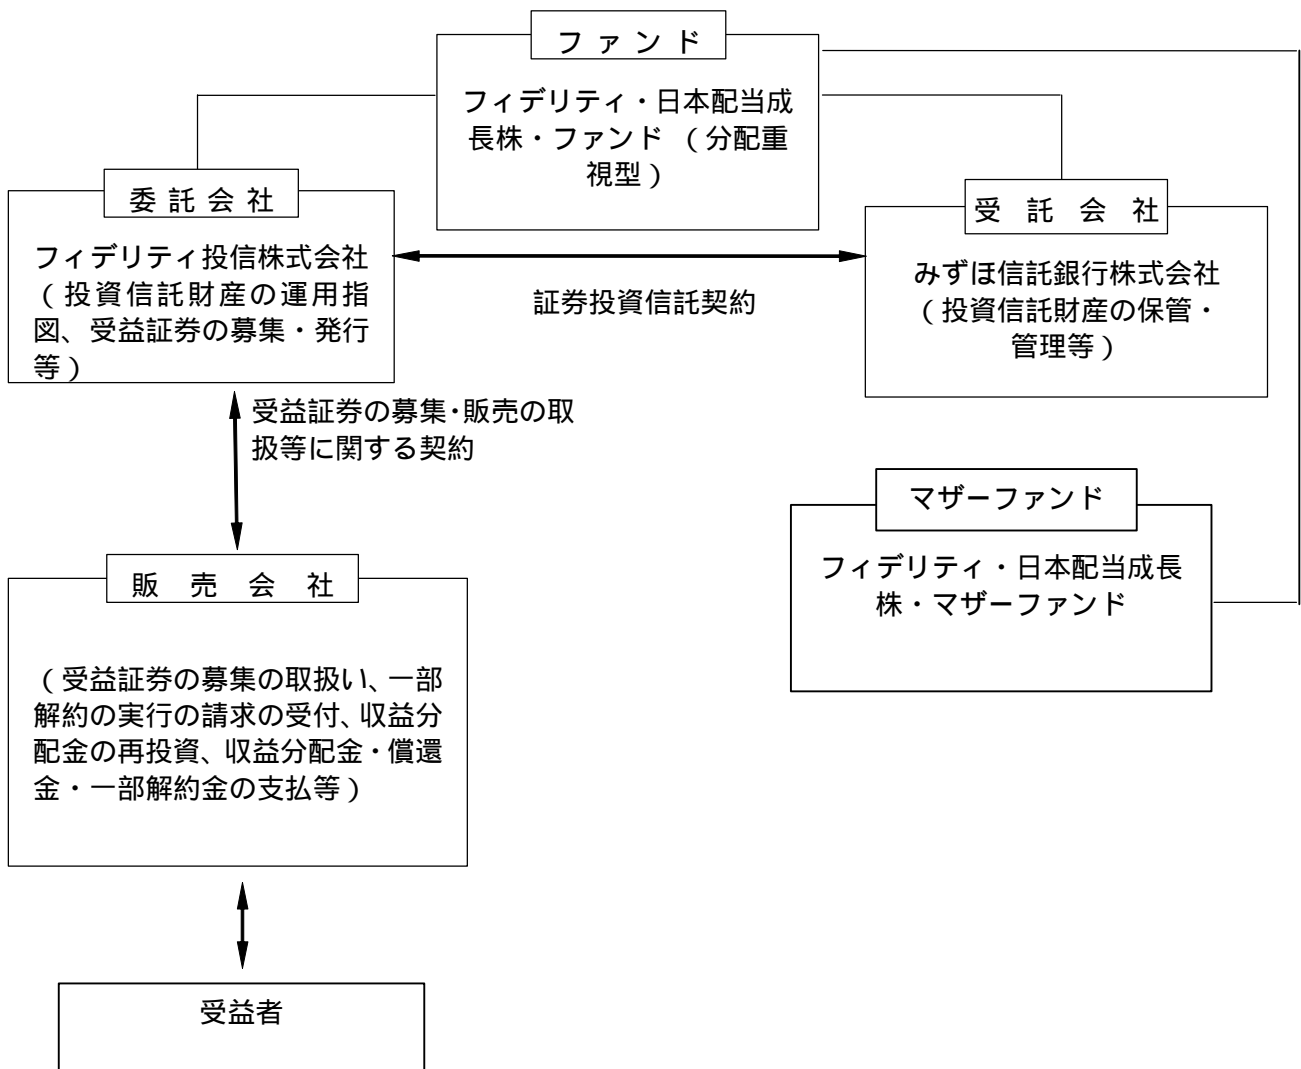 ファンド
フィデリティ・日本配当成
長株・ファンド（分配重
視型）
委託会社
フィデリティ投信株式会社
（投資信託財産の運用指
図、受益証券の募集・発行
等）
受託会社
みずほ信託銀行株式会社
（投資信託財産の保管・
管理等）
証券投資信託契約
受益証券の募集・販売の取
扱等に関する契約
マザーファンド
フィデリティ・日本配当成長
株・マザーファンド
販売会社
（受益証券の募集の取扱い、一部
解約の実行の請求の受付、収益分
配金の再投資、収益分配金・償還
金・一部解約金の支払等）
受益者